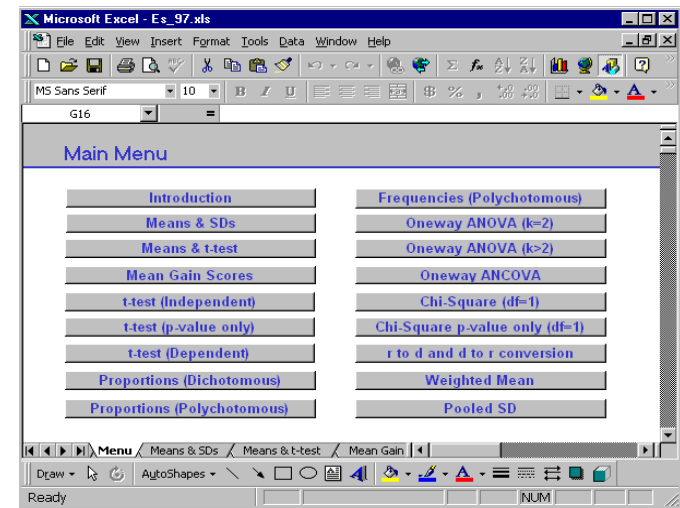 Microsoft Excel - Es_97.xls
File Edit View Insert Format Tools Data Window Help
MS Sans Serif 10 B I U $ % , .00
G16 =
Main Menu
Introduction Frequencies (Polychotomous)
Means & SDs Oneway ANOVA (k=2)
Means & t-test Oneway ANOVA (k>2)
Mean Gain Scores Oneway ANCOVA
t-test (Independent) Chi-Square (df=1)
t-test (p-value only) Chi-Square p-value only (df=1)
t-test (Dependent) r to d and d to r conversion
Proportions (Dichotomous) Weighted Mean
Proportions (Polychotomous) Pooled SD
Menu Means & SDs Means & t-test Mean Gain
Draw AutoShapes
Ready NUM